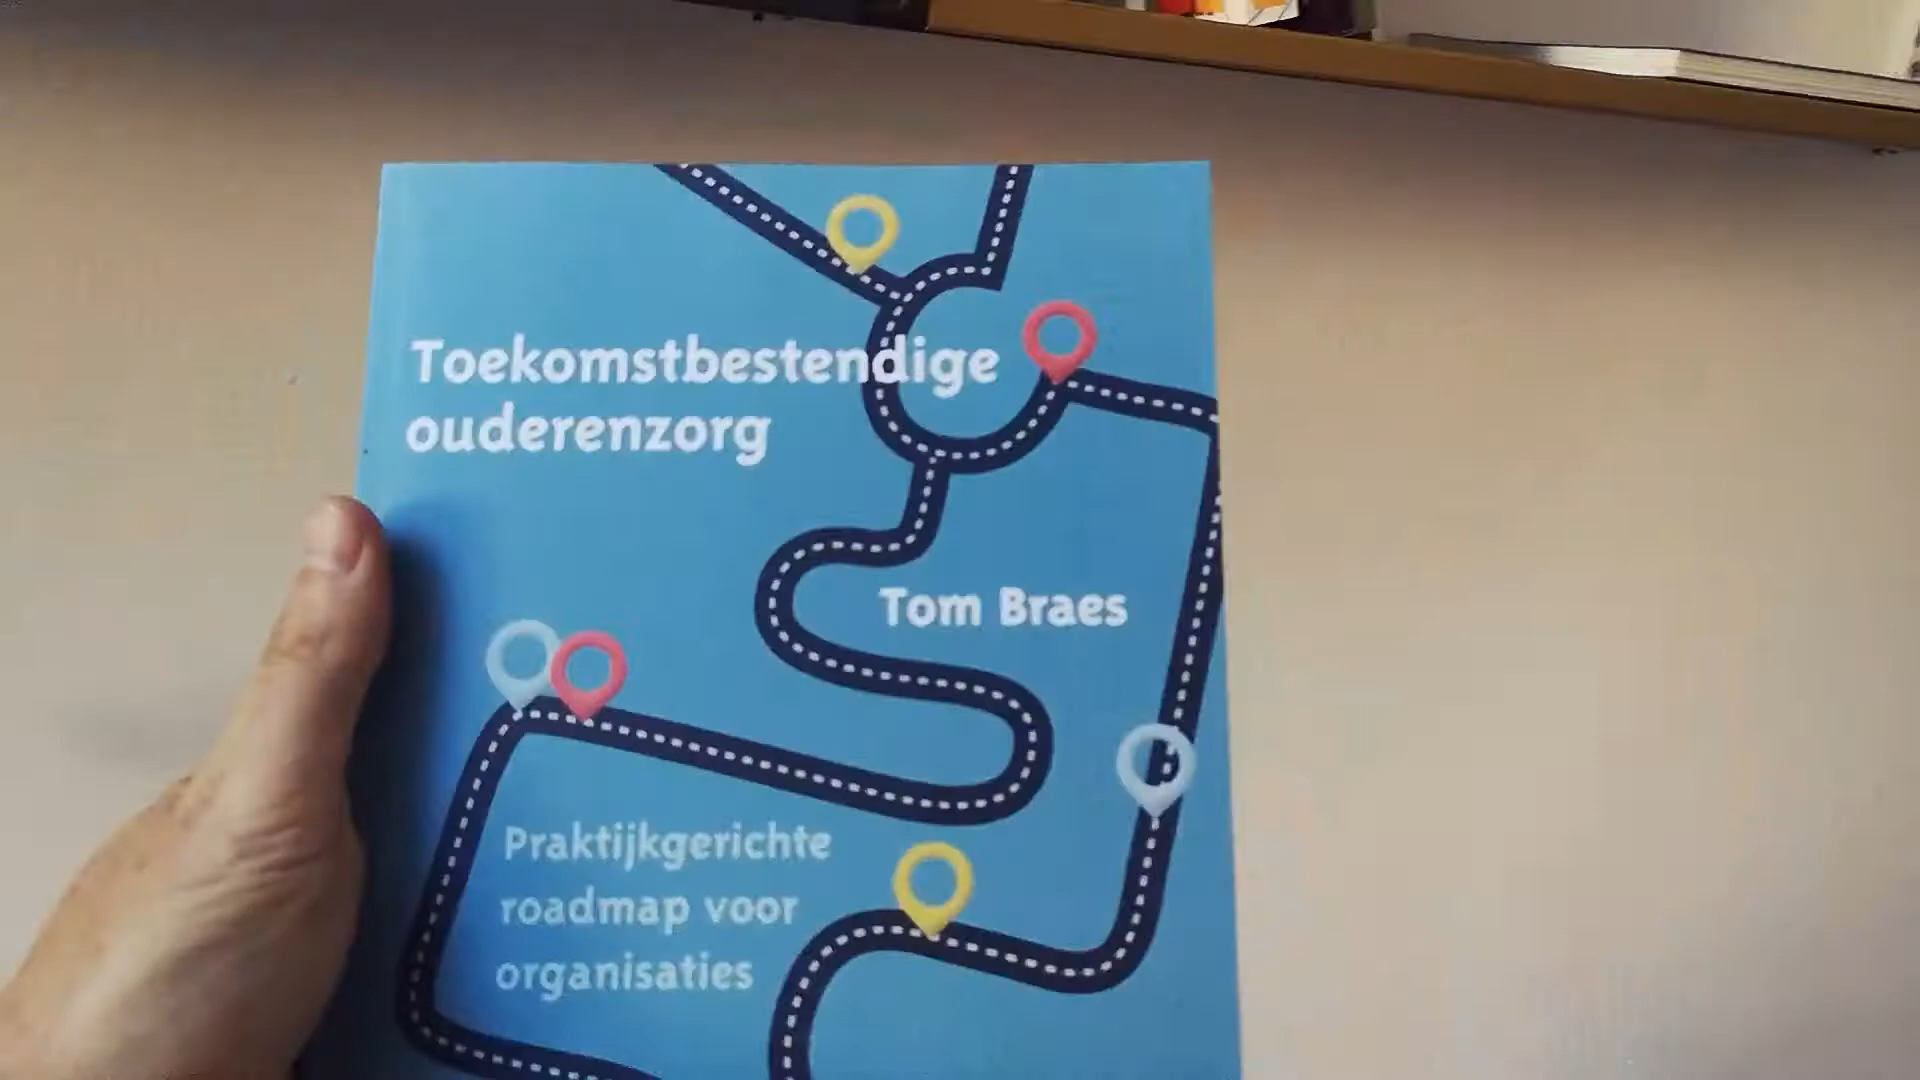 Toekomstbestendige
ouderenzorg
Tom Braes
Praktijkgerichte
roadmap voor
organisaties